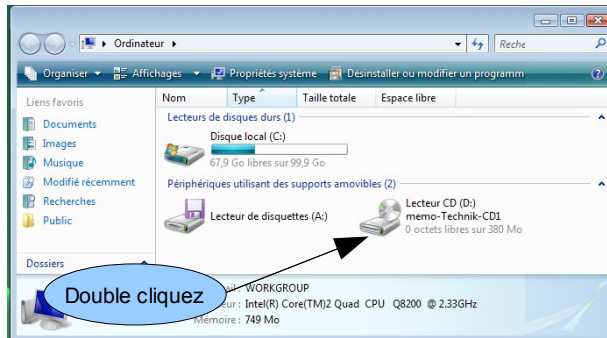 Ordinateur
Reche
Organiser Affichages Propriétés système Désinstaller ou modifier un programm
Liens favoris
Documents
Images
Musique
Modifié récemment
Recherches
Public
Dossiers
Nom Type Taille totale Espace libre
Lecteurs de disques durs (1)
Disque local (C:)
67,9 Go libres sur 99,9 Go
Périphériques utilisant des supports amovibles (2)
Lecteur de disquettes (A:)
Lecteur CD (D:)
memo-Technik-CD1
0 octets libres sur 380 Mo
Double cliquez
: WORKGROUP
: Intel(R) Core(TM)2 Quad CPU Q8200 @ 2.33GHz
Mémoire : 749 Mo